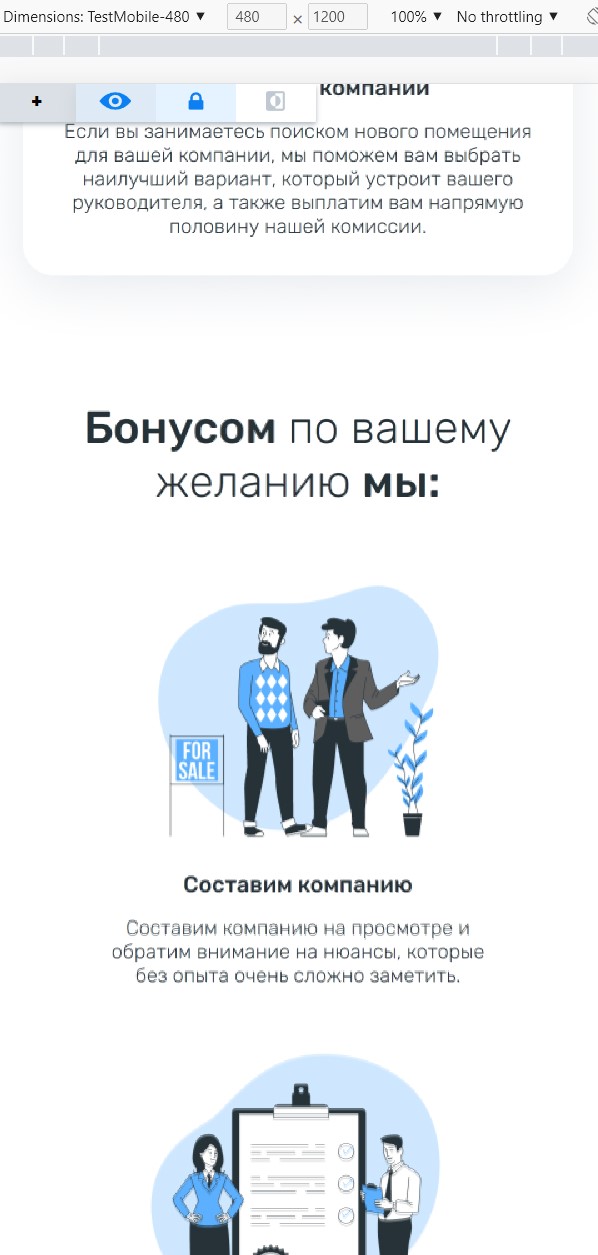 Dimensions: TestMobile-480 ▼ 480 × 1200 100% ▼ No throttling ▼
+
компании
Если вы занимаетесь поиском нового помещения
для вашей компании, мы поможем вам выбрать
наилучший вариант, который устроит вашего
руководителя, а также выплатим вам напрямую
половину нашей комиссии.
Бонусом по вашему
желанию мы:
FOR
SALE
Составим компанию
Составим компанию на просмотре и
обратим внимание на нюансы, которые
без опыта очень сложно заметить.